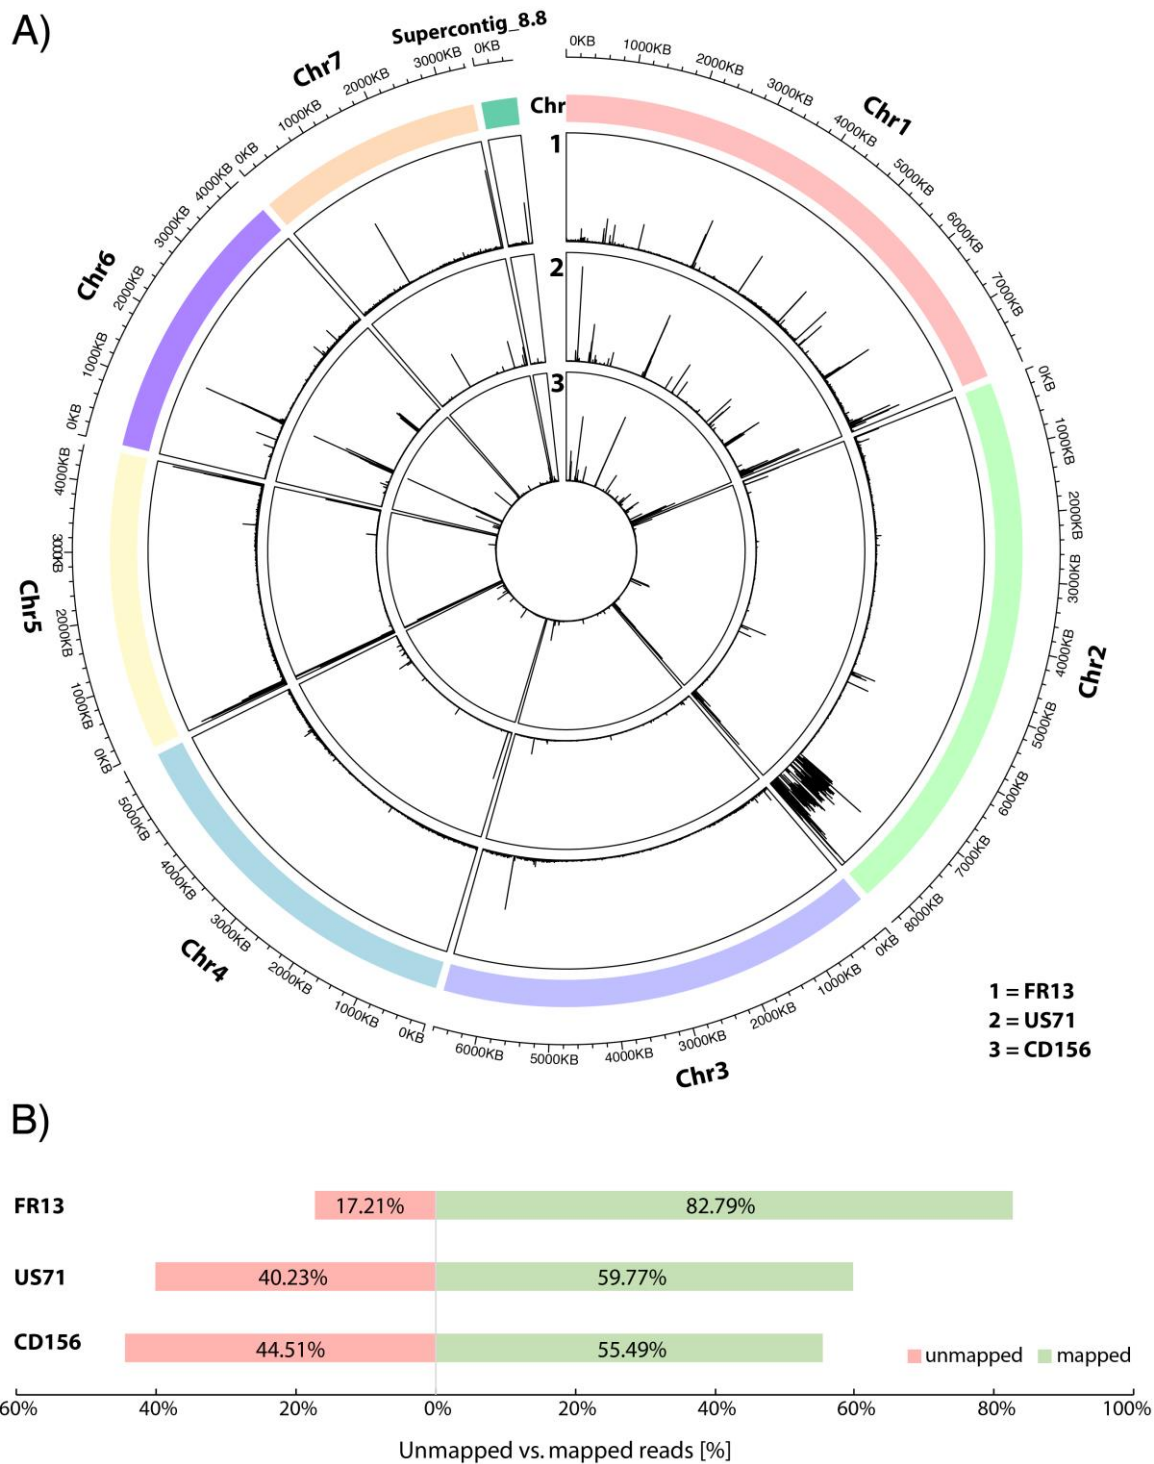 A)
Supercontig_8.8
0KB
Chr
1
2
3
Chr1
0KB
1000KB
2000KB
3000KB
4000KB
5000KB
6000KB
7000KB
Chr2
0KB
1000KB
2000KB
3000KB
4000KB
5000KB
6000KB
7000KB
8000KB
Chr3
0KB
1000KB
2000KB
3000KB
4000KB
5000KB
6000KB
Chr4
0KB
1000KB
2000KB
3000KB
4000KB
5000KB
Chr5
0KB
1000KB
2000KB
3000KB
4000KB
Chr6
0KB
1000KB
2000KB
3000KB
4000KB
Chr7
0KB
1000KB
2000KB
3000KB
1 = FR13
2 = US71
3 = CD156
B)
FR13 17.21% 82.79%
US71 40.23% 59.77%
CD156 44.51% 55.49%
unmapped mapped
60% 40% 20% 0% 20% 40% 60% 80% 100%
Unmapped vs. mapped reads [%]